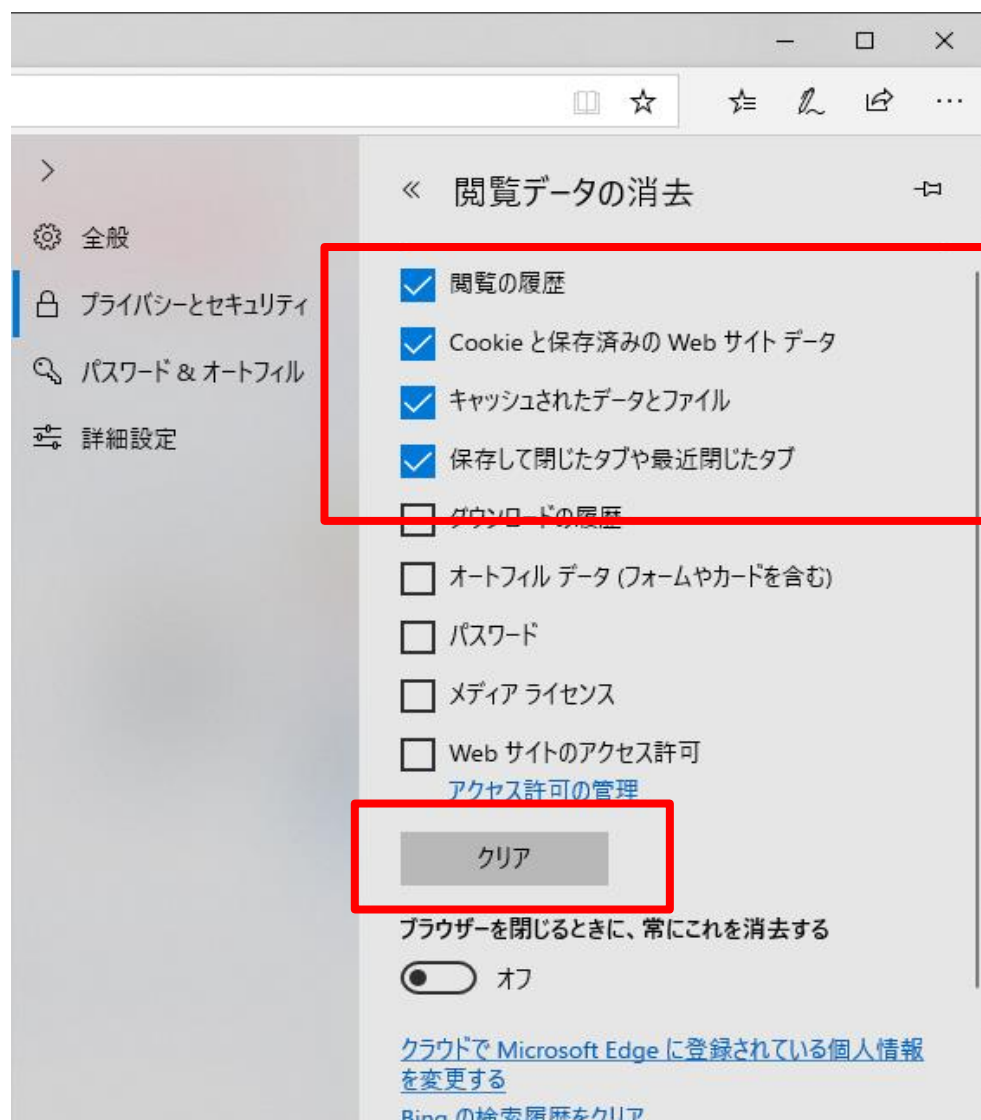 閲覧データの消去
全般
プライバシーとセキュリティ
パスワード & オートフィル
詳細設定
閲覧の履歴
Cookie と保存済みの Web サイト データ
キャッシュされたデータとファイル
保存して閉じたタブや最近閉じたタブ
ダウンロードの履歴
オートフィル データ (フォームやカードを含む)
パスワード
メディア ライセンス
Web サイトのアクセス許可
アクセス許可の管理
クリア
ブラウザーを閉じるときに、常にこれを消去する
オフ
クラウドで Microsoft Edge に登録されている個人情報
を変更する
Bing の検索履歴をクリア